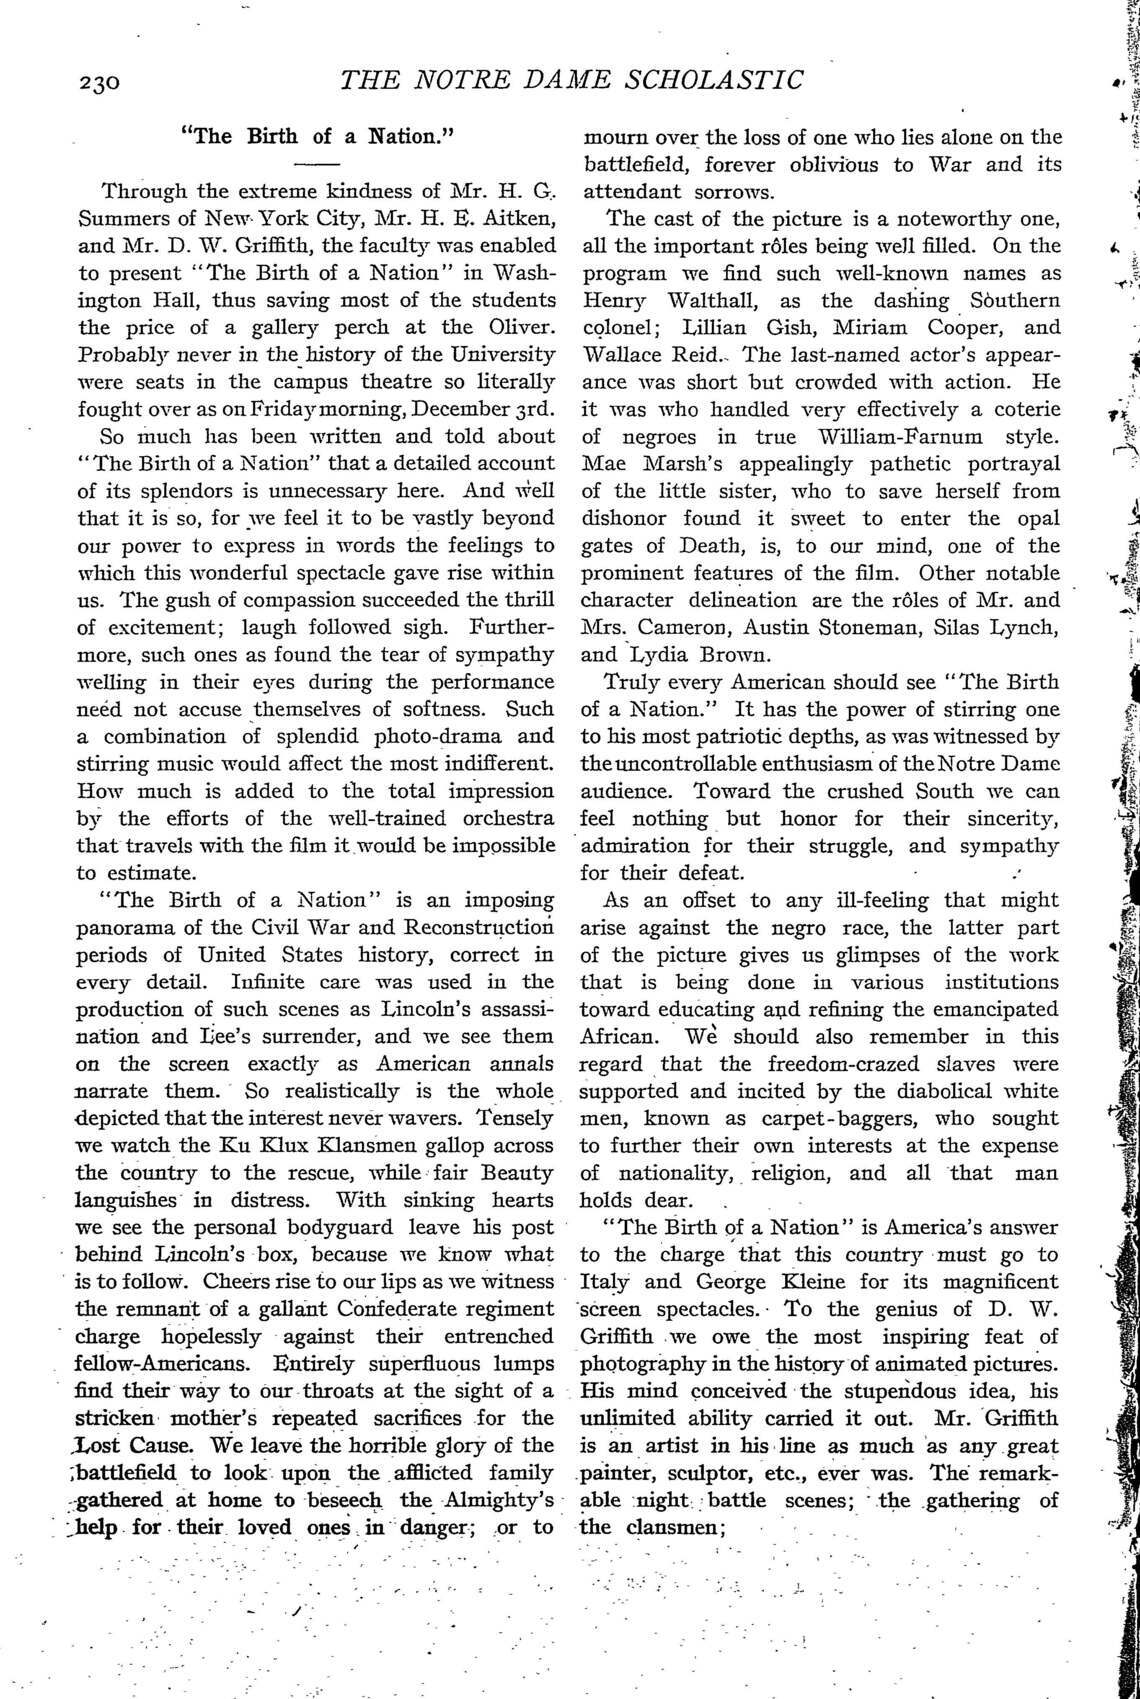 230
THE NOTRE DAME SCHOLASTIC
“The Birth of a Nation.”
Through the extreme kindness of Mr. H. G.
Summers of New York City, Mr. H. E. Aitken,
and Mr. D. W. Griffith, the faculty was enabled
to present “The Birth of a Nation” in Wash-
ington Hall, thus saving most of the students
the price of a gallery perch at the Oliver.
Probably never in the history of the University
were seats in the campus theatre so literally
fought over as on Friday morning, December 3rd.
So much has been written and told about
“The Birth of a Nation” that a detailed account
of its splendors is unnecessary here. And well
that it is so, for we feel it to be vastly beyond
our power to express in words the feelings to
which this wonderful spectacle gave rise within
us. The gush of compassion succeeded the thrill
of excitement; laugh followed sigh. Further-
more, such ones as found the tear of sympathy
welling in their eyes during the performance
need not accuse themselves of softness. Such
a combination of splendid photo-drama and
stirring music would affect the most indifferent.
How much is added to the total impression
by the efforts of the well-trained orchestra
that travels with the film it would be impossible
to estimate.
“The Birth of a Nation” is an imposing
panorama of the Civil War and Reconstruction
periods of United States history, correct in
every detail. Infinite care was used in the
production of such scenes as Lincoln's assassi-
nation and Lee's surrender, and we see them
on the screen exactly as American annals
narrate them. So realistically is the whole
depicted that the interest never wavers. Tensely
we watch the Ku Klux Klansmen gallop across
the country to the rescue, while fair Beauty
languishes in distress. With sinking hearts
we see the personal bodyguard leave his post
behind Lincoln's box, because we know what
is to follow. Cheers rise to our lips as we witness
the remnant of a gallant Confederate regiment
charge hopelessly against their entrenched
fellow-Americans. Entirely superfluous lumps
find their way to our throats at the sight of a
stricken mother's repeated sacrifices for the
Lost Cause. We leave the horrible glory of the
battlefield to look upon the afflicted family
gathered at home to beseech the Almighty's
help for their loved ones in danger; or to
mourn over the loss of one who lies alone on the
battlefield, forever oblivious to War and its
attendant sorrows.
The cast of the picture is a noteworthy one,
all the important rôles being well filled. On the
program we find such well-known names as
Henry Walthall, as the dashing Southern
colonel; Lillian Gish, Miriam Cooper, and
Wallace Reid. The last-named actor's appear-
ance was short but crowded with action. He
it was who handled very effectively a coterie
of negroes in true William-Farnum style.
Mae Marsh's appealingly pathetic portrayal
of the little sister, who to save herself from
dishonor found it sweet to enter the opal
gates of Death, is, to our mind, one of the
prominent features of the film. Other notable
character delineation are the rôles of Mr. and
Mrs. Cameron, Austin Stoneman, Silas Lynch,
and Lydia Brown.
Truly every American should see “The Birth
of a Nation.” It has the power of stirring one
to his most patriotic depths, as was witnessed by
the uncontrollable enthusiasm of the Notre Dame
audience. Toward the crushed South we can
feel nothing but honor for their sincerity,
admiration for their struggle, and sympathy
for their defeat.
As an offset to any ill-feeling that might
arise against the negro race, the latter part
of the picture gives us glimpses of the work
that is being done in various institutions
toward educating and refining the emancipated
African. We should also remember in this
regard that the freedom-crazed slaves were
supported and incited by the diabolical white
men, known as carpet-baggers, who sought
to further their own interests at the expense
of nationality, religion, and all that man
holds dear.
“The Birth of a Nation” is America's answer
to the charge that this country must go to
Italy and George Kleine for its magnificent
screen spectacles. To the genius of D. W.
Griffith we owe the most inspiring feat of
photography in the history of animated pictures.
His mind conceived the stupendous idea, his
unlimited ability carried it out. Mr. Griffith
is an artist in his line as much as any great
painter, sculptor, etc., ever was. The remark-
able night battle scenes; the gathering of
the clansmen;